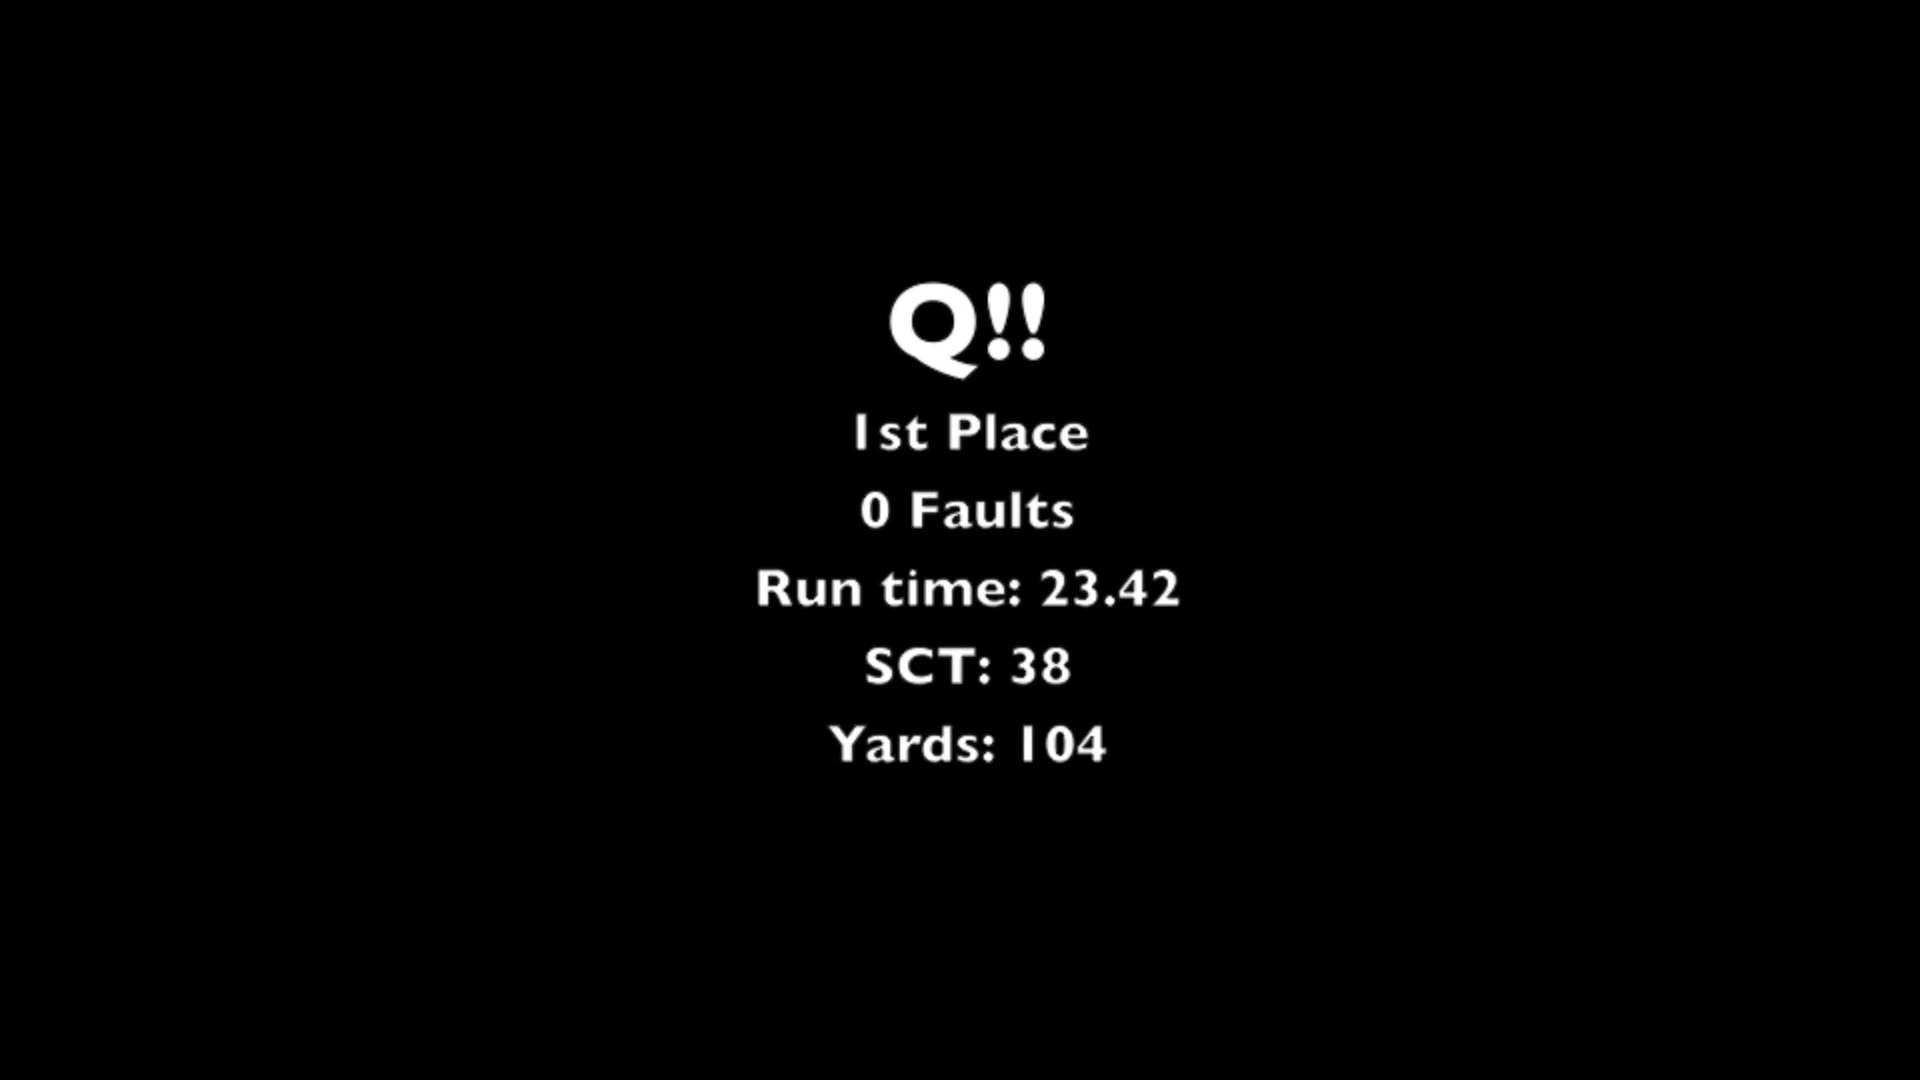 Q!!
1st Place
0 Faults
Run time: 23.42
SCT: 38
Yards: 104